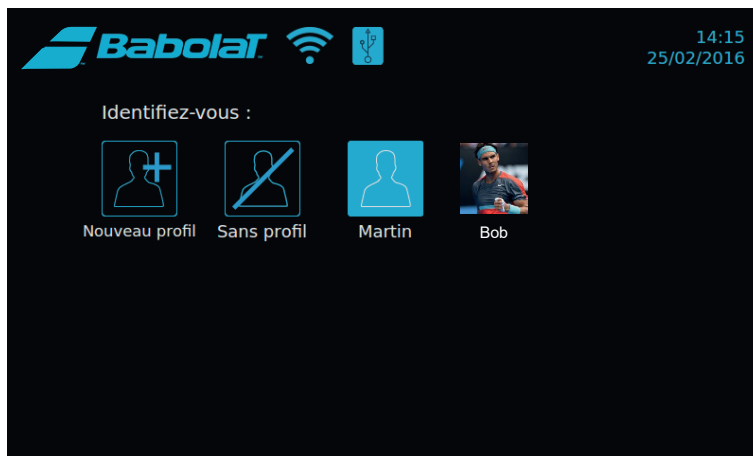 BabolaT
14:15
25/02/2016
Identifiez-vous :
Nouveau profil
Sans profil
Martin
Bob